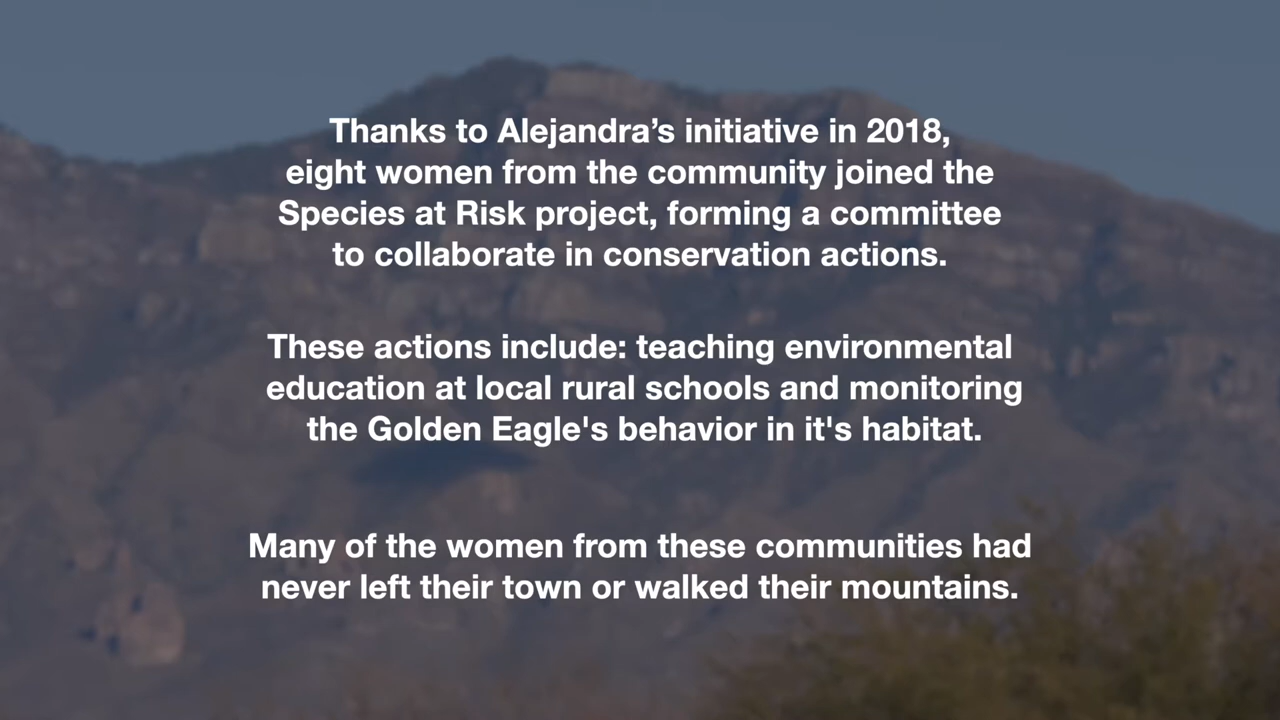 Thanks to Alejandra’s initiative in 2018,
eight women from the community joined the
Species at Risk project, forming a committee
to collaborate in conservation actions.
These actions include: teaching environmental
education at local rural schools and monitoring
the Golden Eagle's behavior in it's habitat.
Many of the women from these communities had
never left their town or walked their mountains.